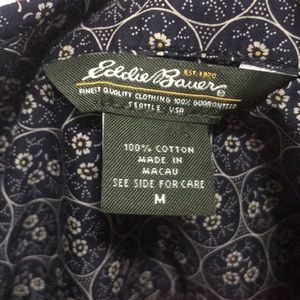 Eddie Bauer®
EST. 1920
FINEST QUALITY CLOTHING 100% GUARANTEED
SEATTLE, USA
100% COTTON
MADE IN
MACAU
SEE SIDE FOR CARE
M